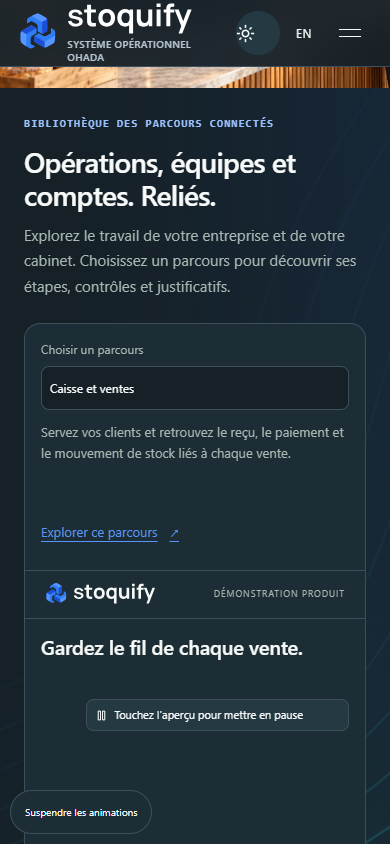 stoquify
SYSTÈME OPÉRATIONNEL
OHADA
EN
BIBLIOTHÈQUE DES PARCOURS CONNECTÉS
Opérations, équipes et
comptes. Reliés.
Explorez le travail de votre entreprise et de votre
cabinet. Choisissez un parcours pour découvrir ses
étapes, contrôles et justificatifs.
Choisir un parcours
Caisse et ventes
Servez vos clients et retrouvez le reçu, le paiement et
le mouvement de stock liés à chaque vente.
Explorer ce parcours ↗
stoquify DÉMONSTRATION PRODUIT
Gardez le fil de chaque vente.
Touchez l'aperçu pour mettre en pause
Suspendre les animations